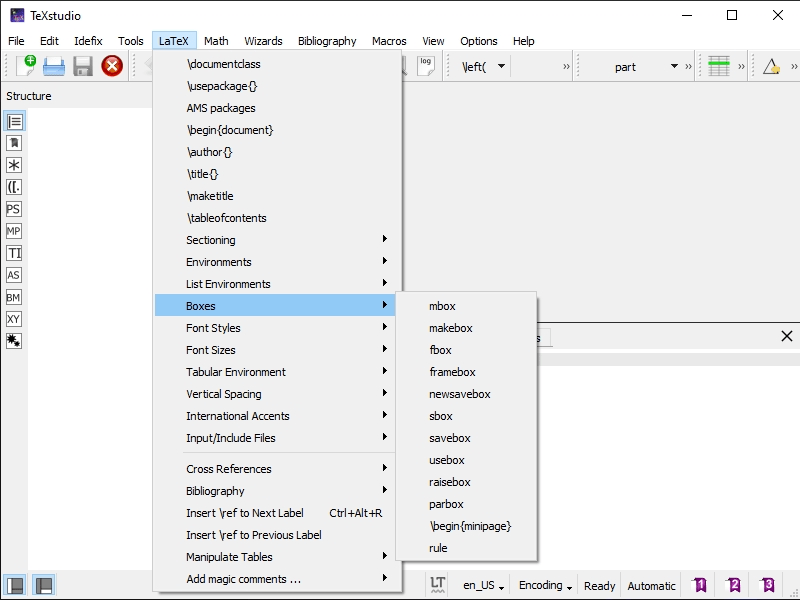 TeXstudio
File Edit Idefix Tools LaTeX Math Wizards Bibliography Macros View Options Help
log \left( part
Structure
\documentclass
\usepackage{}
AMS packages
\begin{document}
\author{}
\title{}
\maketitle
\tableofcontents
Sectioning
Environments
List Environments
Boxes
Font Styles
Font Sizes
Tabular Environment
Vertical Spacing
International Accents
Input/Include Files
Cross References
Bibliography
Insert \ref to Next Label Ctrl+Alt+R
Insert \ref to Previous Label
Manipulate Tables
Add magic comments ...
mbox
makebox
fbox
framebox
newsavebox
sbox
savebox
usebox
raisebox
parbox
\begin{minipage}
rule
([.
PS
MP
TI
AS
BM
XY
LT en_US Encoding Ready Automatic 1 2 3